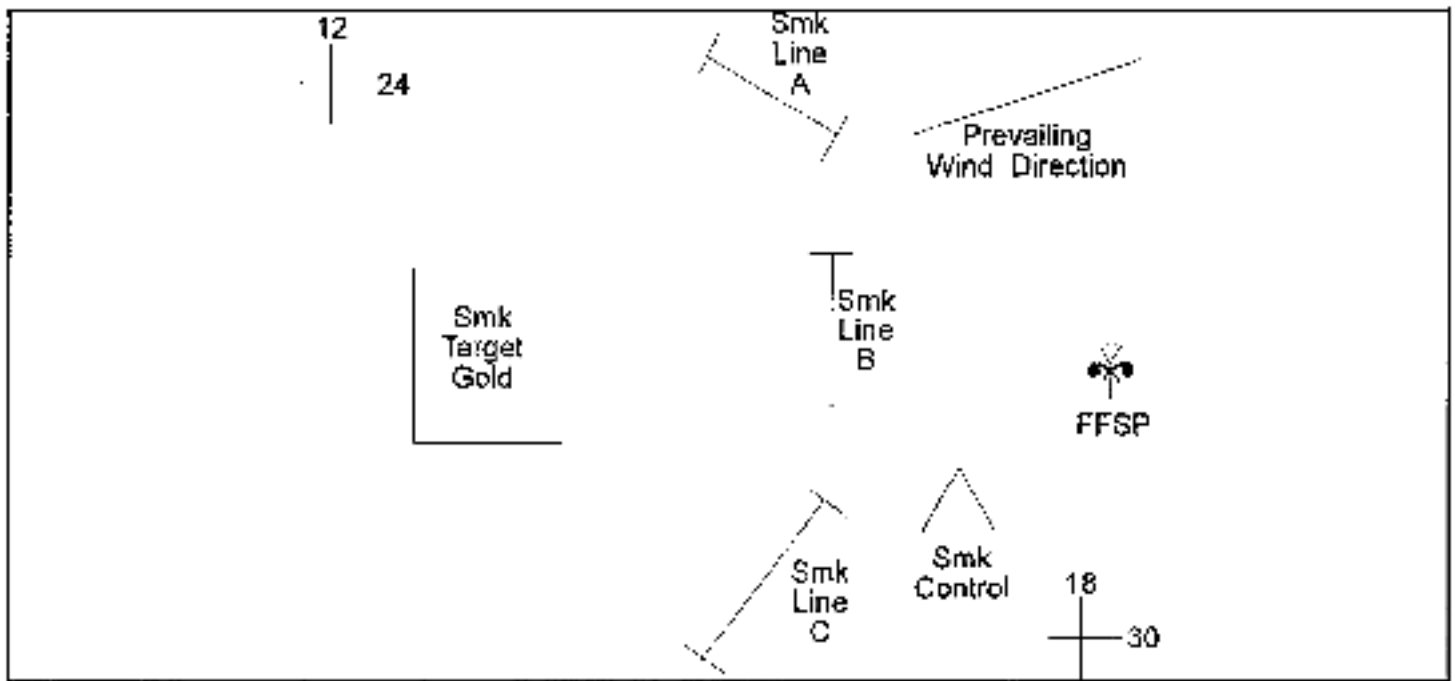 12
24
Smk
Line
A
Prevailing
Wind Direction
Smk
Target
Gold
Smk
Line
B
FFSP
Smk
Line
C
Smk
Control
18
30